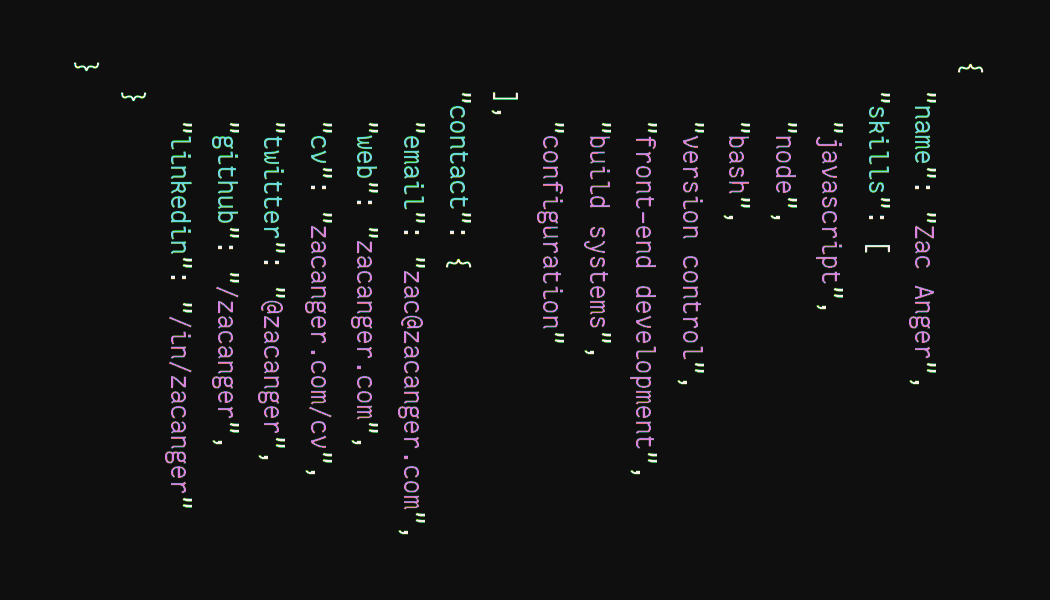 {
"name": "Zac Anger",
"skills": [
"javascript",
"node",
"bash",
"version control",
"front-end development",
"build systems",
"configuration"
],
"contact": {
"email": "zac@zacanger.com",
"web": "zacanger.com",
"cv": "zacanger.com/cv",
"twitter": "@zacanger",
"github": "/zacanger",
"linkedin": "/in/zacanger"
}
}